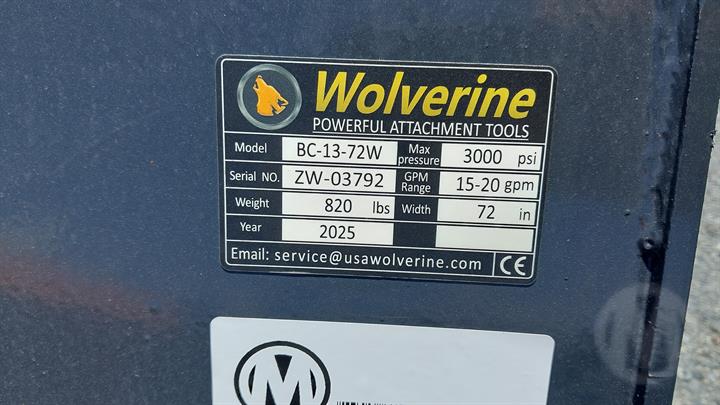 Wolverine
POWERFUL ATTACHMENT TOOLS
Model BC-13-72W Max pressure 3000 psi
Serial NO. ZW-03792 GPM Range 15-20 gpm
Weight 820 lbs Width 72 in
Year 2025
Email: service@usawolverine.com CE
M